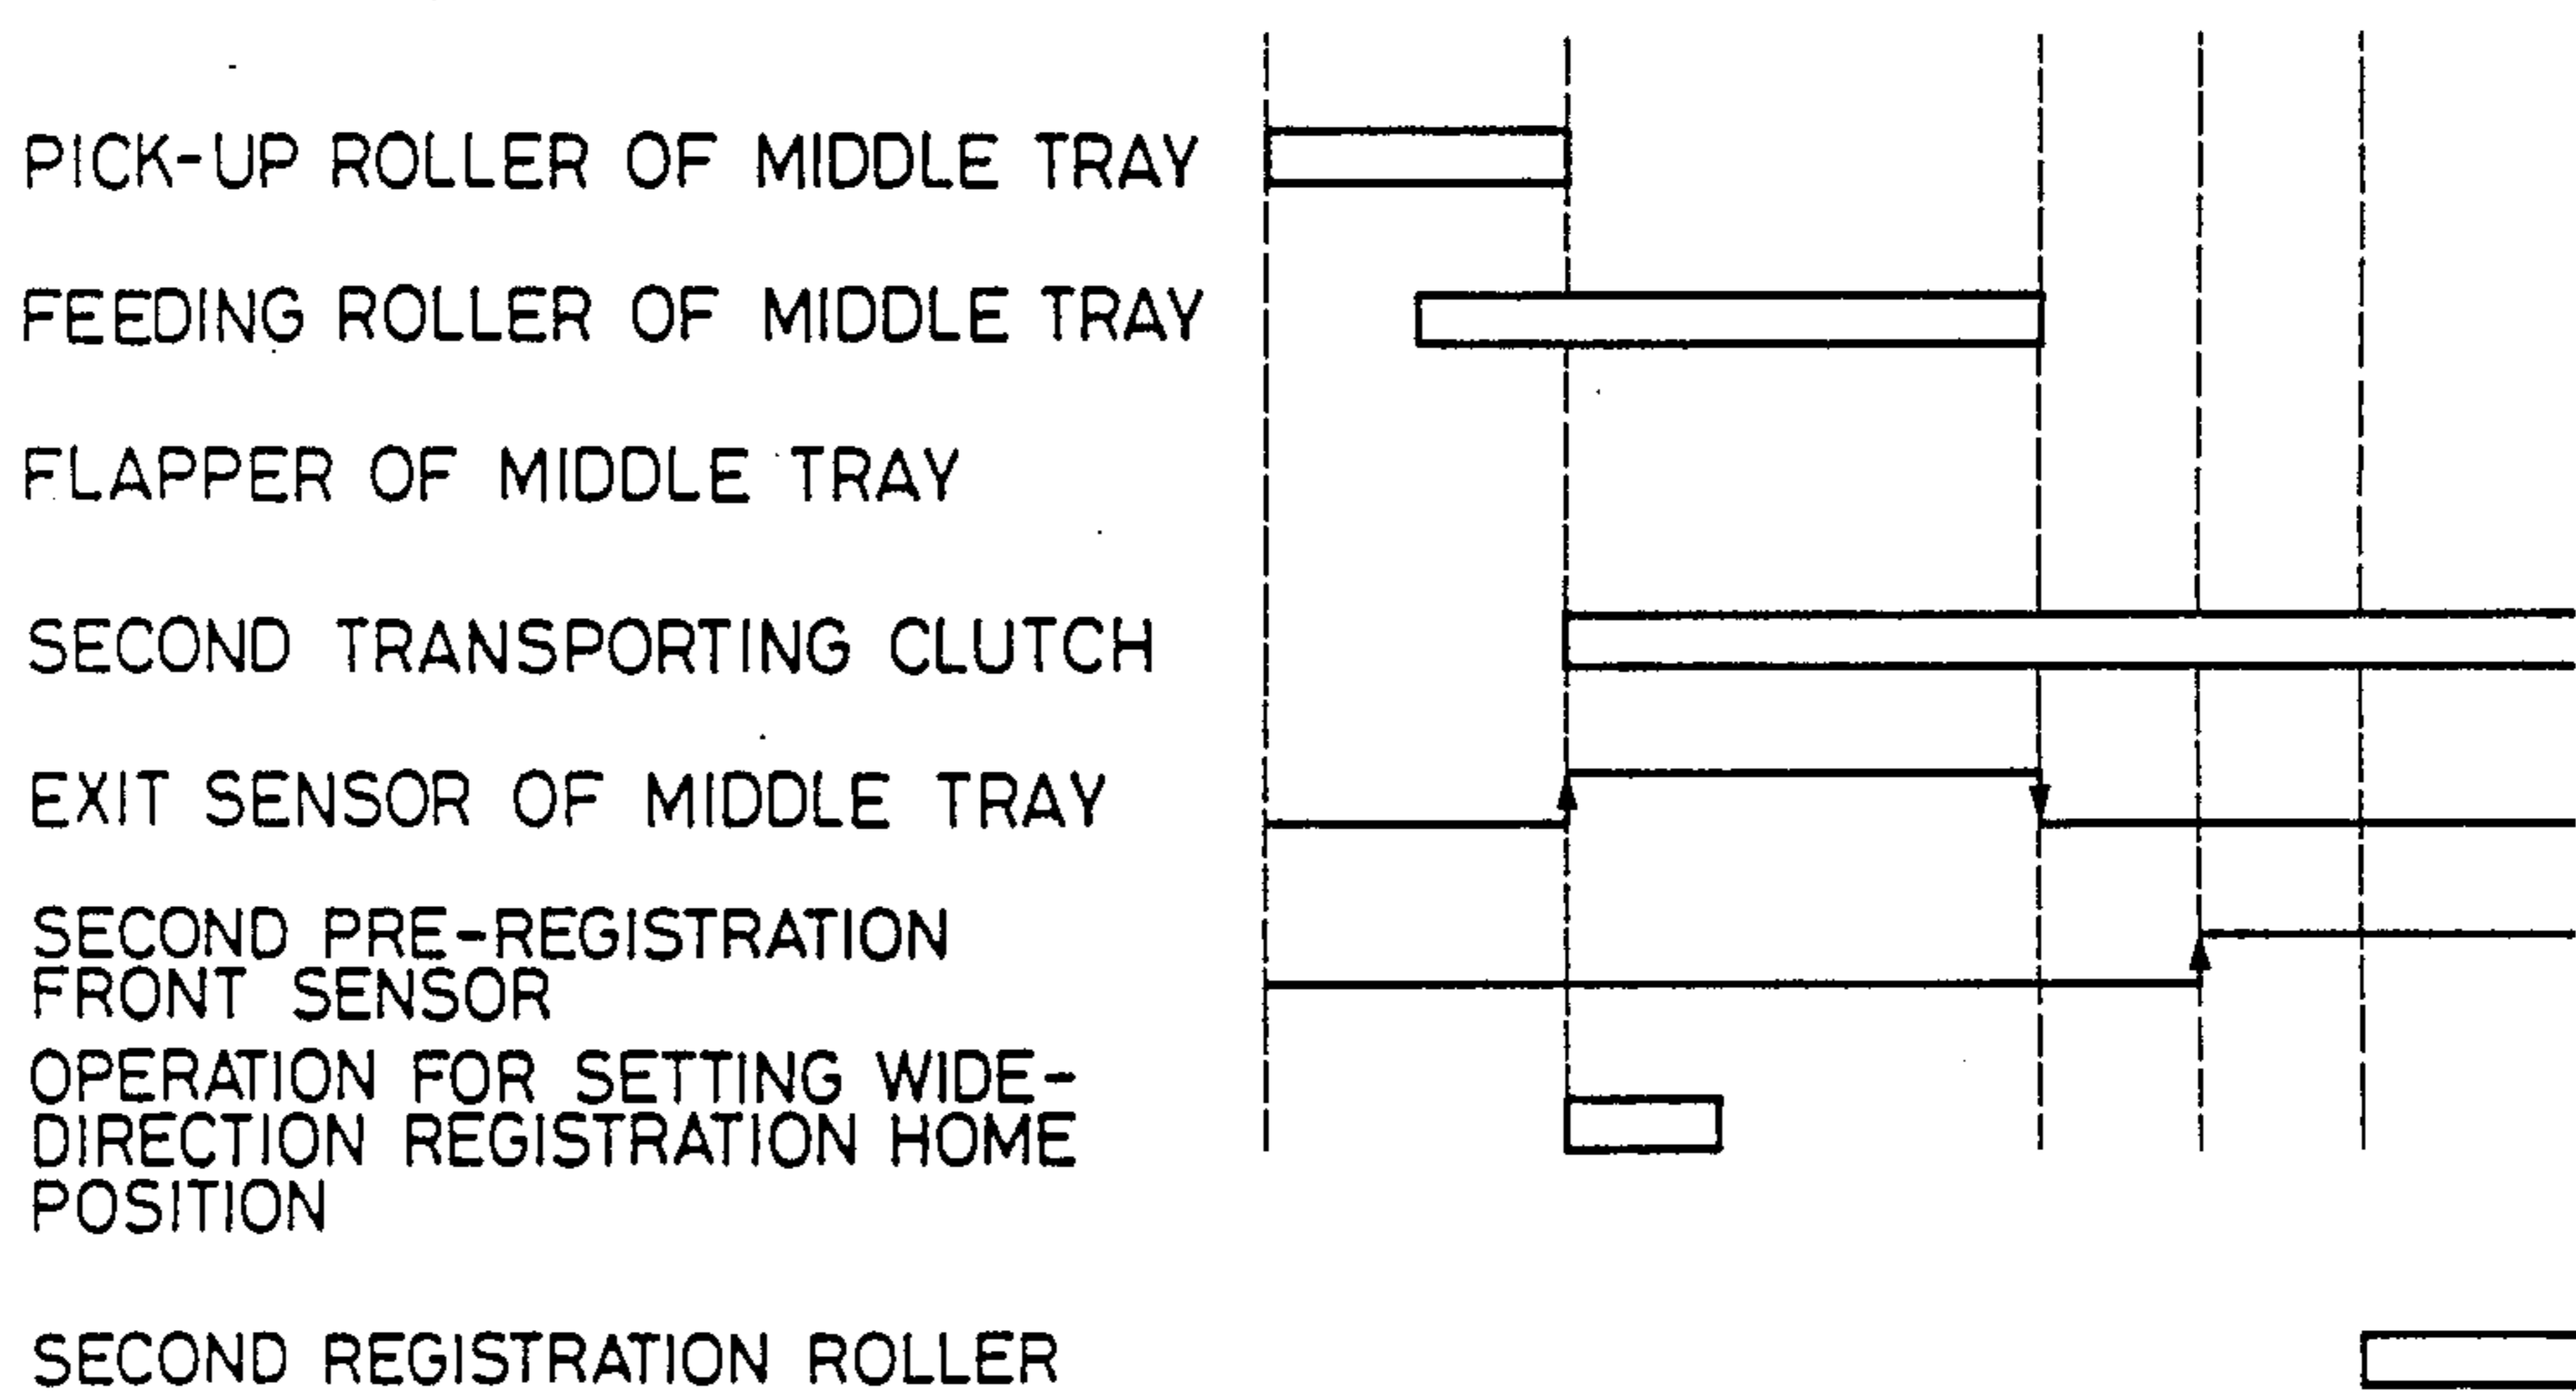 PICK-UP ROLLER OF MIDDLE TRAY
FEEDING ROLLER OF MIDDLE TRAY
FLAPPER OF MIDDLE TRAY
SECOND TRANSPORTING CLUTCH
EXIT SENSOR OF MIDDLE TRAY
SECOND PRE-REGISTRATION
FRONT SENSOR
OPERATION FOR SETTING WIDE-
DIRECTION REGISTRATION HOME
POSITION
SECOND REGISTRATION ROLLER